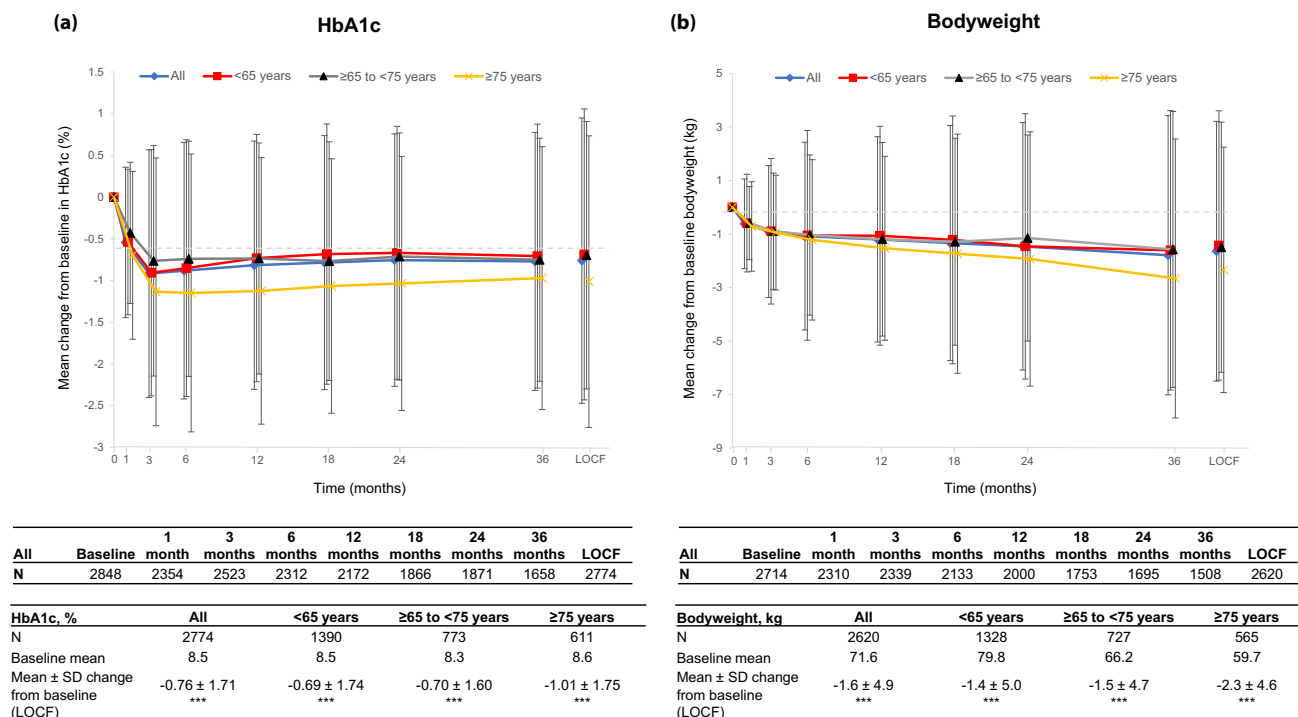 (a) HbA1c
All <65 years ≥65 to <75 years ≥75 years
Mean change from baseline in HbA1c (%)
1.5
1
0.5
0
-0.5
-1
-1.5
-2
-2.5
-3
0 1 3 6 12 18 24 36 LOCF
Time (months)
All Baseline 1 month 3 months 6 months 12 months 18 months 24 months 36 months LOCF
N 2848 2354 2523 2312 2172 1866 1871 1658 2774
HbA1c, % All <65 years ≥65 to <75 years ≥75 years
N 2774 1390 773 611
Baseline mean 8.5 8.5 8.3 8.6
Mean ± SD change from baseline (LOCF) -0.76 ± 1.71 *** -0.69 ± 1.74 *** -0.70 ± 1.60 *** -1.01 ± 1.75 ***
(b) Bodyweight
All <65 years ≥65 to <75 years ≥75 years
Mean change from baseline bodyweight (kg)
5
3
1
-1
-3
-5
-7
-9
0 1 3 6 12 18 24 36 LOCF
Time (months)
All Baseline 1 month 3 months 6 months 12 months 18 months 24 months 36 months LOCF
N 2714 2310 2339 2133 2000 1753 1695 1508 2620
Bodyweight, kg All <65 years ≥65 to <75 years ≥75 years
N 2620 1328 727 565
Baseline mean 71.6 79.8 66.2 59.7
Mean ± SD change from baseline (LOCF) -1.6 ± 4.9 *** -1.4 ± 5.0 *** -1.5 ± 4.7 *** -2.3 ± 4.6 ***